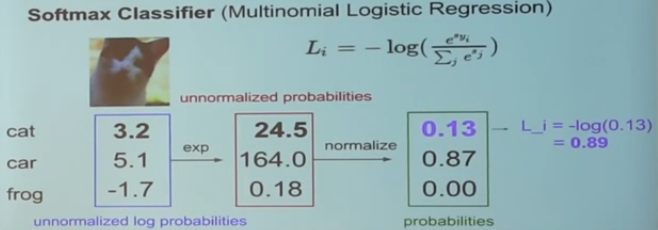 Softmax Classifier (Multinomial Logistic Regression)
L_i = − log( e^{s_{y_i}} / ∑_j e^{s_j} )
unnormalized probabilities
cat 3.2 24.5 0.13 → L_i = -log(0.13)
= 0.89
exp normalize
car 5.1 164.0 0.87
frog -1.7 0.18 0.00
unnormalized log probabilities probabilities